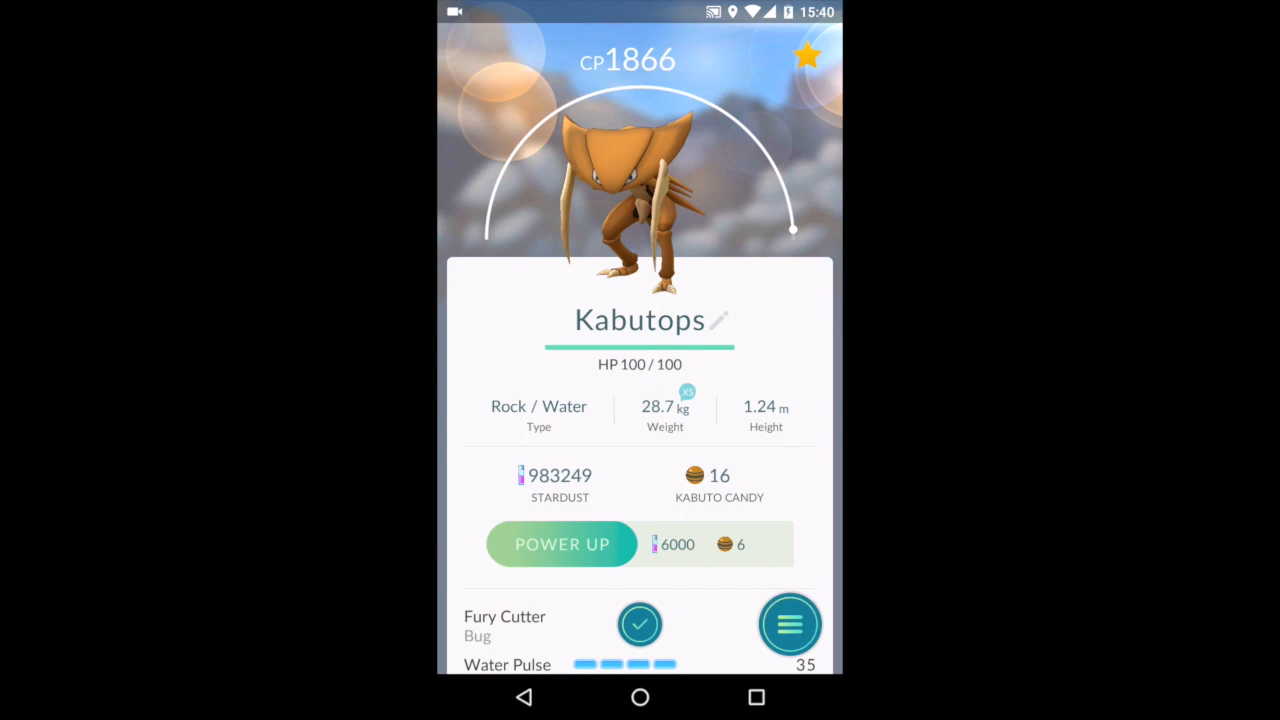 15:40
CP1866
Kabutops
HP 100 / 100
XS
Rock / Water 28.7 kg 1.24 m
Type Weight Height
983249 16
STARDUST KABUTO CANDY
POWER UP 6000 6
Fury Cutter
Bug
Water Pulse 35